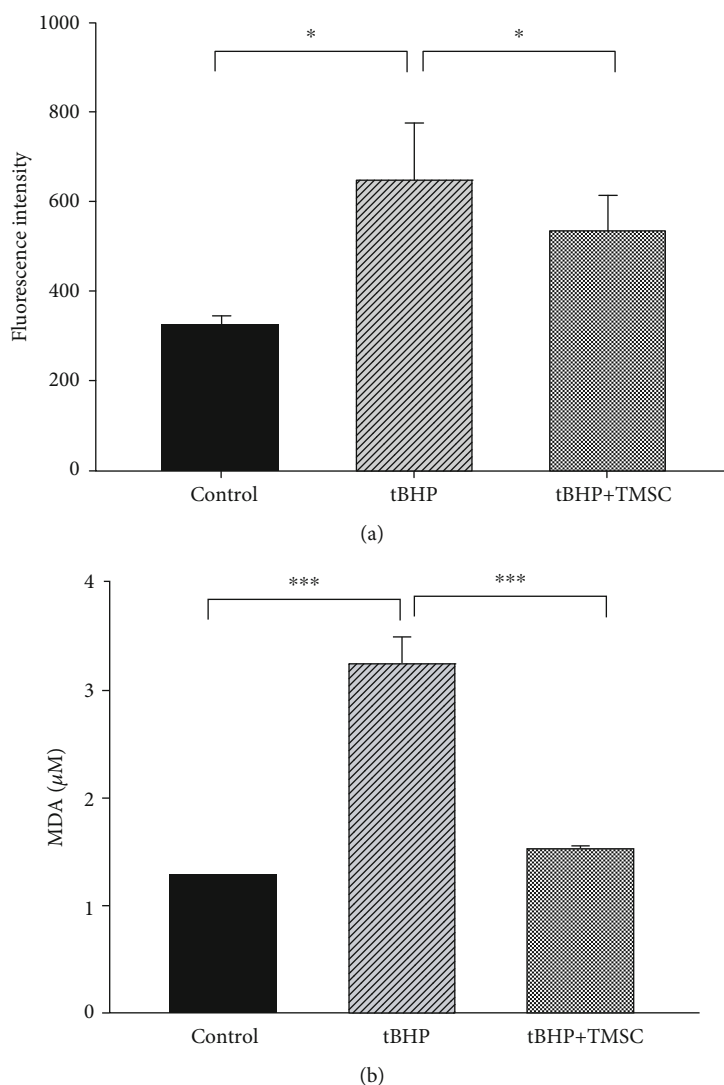 1000
800
600
400
200
0
Fluorescence intensity
* *
Control tBHP tBHP+TMSC
(a)
4
3
2
1
0
MDA (μM)
*** ***
Control tBHP tBHP+TMSC
(b)